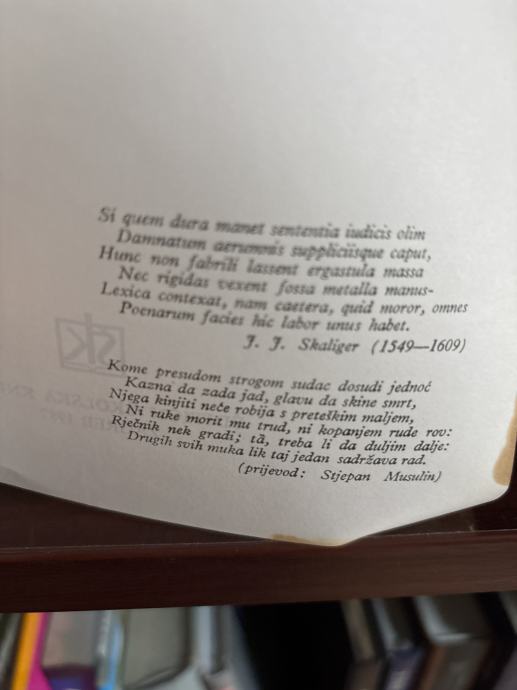 Si quem dura manet sententia iudicis olim
Damnatum aerumnis suppliciisque caput,
Hunc non fabrili lassent ergastula massa
Nec rigidas vexent fossa metalla manus-
Lexica contexat, nam caetera, quid moror, omnes
Poenarum facies hic labor unus habet.
J. J. Skaliger (1549—1609)
Kome presudom strogom sudac dosudi jednoć
Kazna da zada jad, glavu da skine smrt,
Njega kinjiti neće robija s preteškim maljem,
Ni ruke morit mu trud, ni kopanjem rude rov:
Rječnik nek gradi; tȁ, treba li da duljim dalje:
Drugih svih muka lik taj jedan sadržava rad.
(prijevod: Stjepan Musulin)